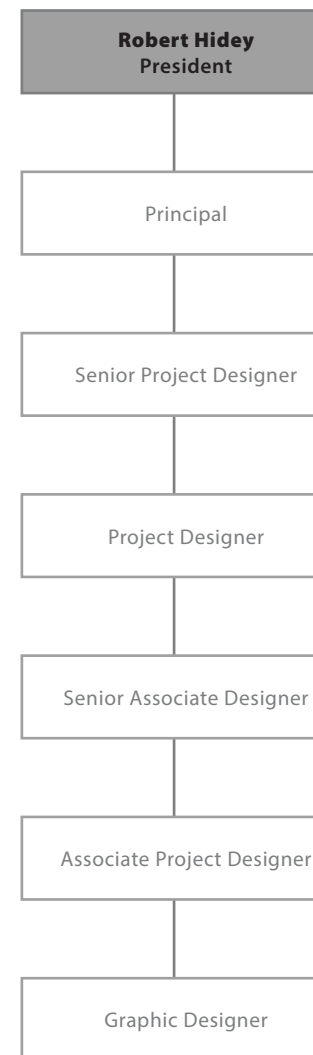 Robert Hidey
President
Principal
Senior Project Designer
Project Designer
Senior Associate Designer
Associate Project Designer
Graphic Designer